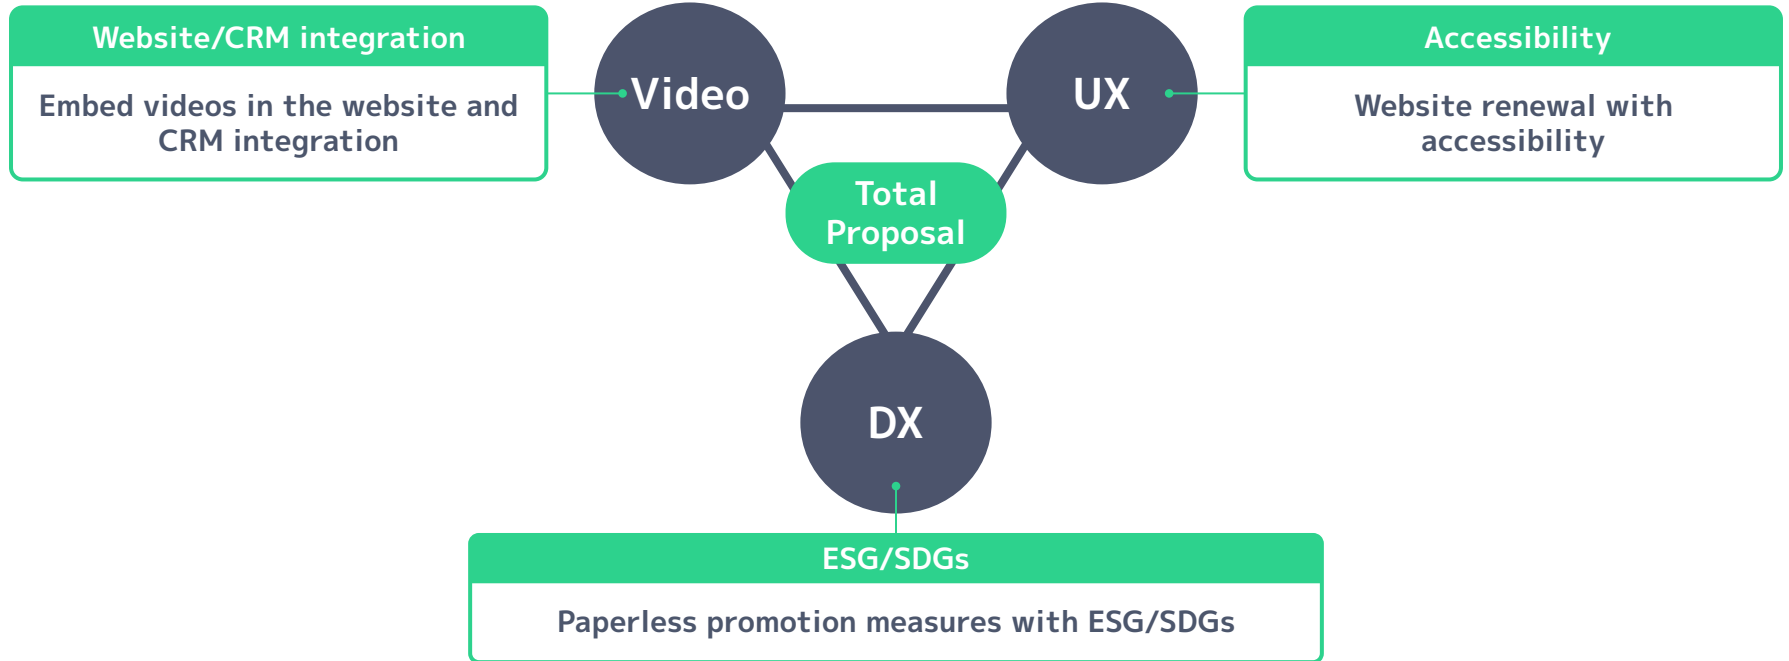 Website/CRM integration
Embed videos in the website and
CRM integration
Video
UX
Accessibility
Website renewal with
accessibility
Total
Proposal
DX
ESG/SDGs
Paperless promotion measures with ESG/SDGs